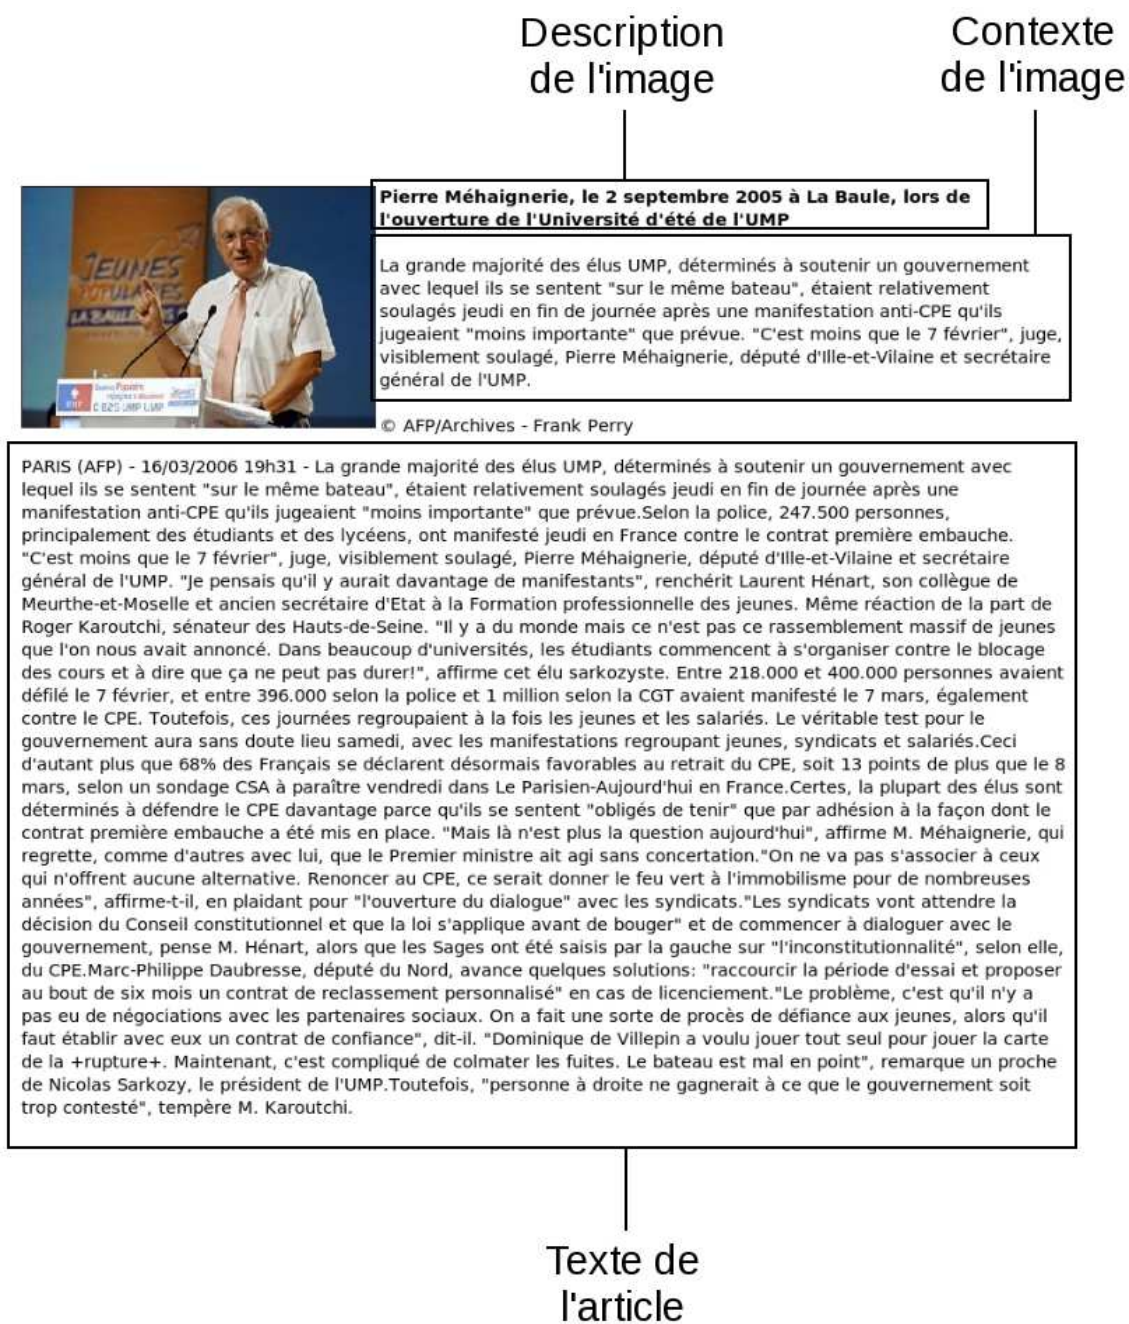 Description
de l'image
Contexte
de l'image
JEUNES
POPULAIRES
LA BAULE
Pierre Méhaignerie, le 2 septembre 2005 à La Baule, lors de
l'ouverture de l'Université d'été de l'UMP
La grande majorité des élus UMP, déterminés à soutenir un gouvernement
avec lequel ils se sentent "sur le même bateau", étaient relativement
soulagés jeudi en fin de journée après une manifestation anti-CPE qu'ils
jugeaient "moins importante" que prévue. "C'est moins que le 7 février", juge,
visiblement soulagé, Pierre Méhaignerie, député d'Ille-et-Vilaine et secrétaire
général de l'UMP.
© AFP/Archives - Frank Perry
PARIS (AFP) - 16/03/2006 19h31 - La grande majorité des élus UMP, déterminés à soutenir un gouvernement avec
lequel ils se sentent "sur le même bateau", étaient relativement soulagés jeudi en fin de journée après une
manifestation anti-CPE qu'ils jugeaient "moins importante" que prévue.Selon la police, 247.500 personnes,
principalement des étudiants et des lycéens, ont manifesté jeudi en France contre le contrat première embauche.
"C'est moins que le 7 février", juge, visiblement soulagé, Pierre Méhaignerie, député d'Ille-et-Vilaine et secrétaire
général de l'UMP. "Je pensais qu'il y aurait davantage de manifestants", renchérit Laurent Hénart, son collègue de
Meurthe-et-Moselle et ancien secrétaire d'Etat à la Formation professionnelle des jeunes. Même réaction de la part de
Roger Karoutchi, sénateur des Hauts-de-Seine. "Il y a du monde mais ce n'est pas ce rassemblement massif de jeunes
que l'on nous avait annoncé. Dans beaucoup d'universités, les étudiants commencent à s'organiser contre le blocage
des cours et à dire que ça ne peut pas durer!", affirme cet élu sarkozyste. Entre 218.000 et 400.000 personnes avaient
défilé le 7 février, et entre 396.000 selon la police et 1 million selon la CGT avaient manifesté le 7 mars, également
contre le CPE. Toutefois, ces journées regroupaient à la fois les jeunes et les salariés. Le véritable test pour le
gouvernement aura sans doute lieu samedi, avec les manifestations regroupant jeunes, syndicats et salariés.Ceci
d'autant plus que 68% des Français se déclarent désormais favorables au retrait du CPE, soit 13 points de plus que le 8
mars, selon un sondage CSA à paraître vendredi dans Le Parisien-Aujourd'hui en France.Certes, la plupart des élus sont
déterminés à défendre le CPE davantage parce qu'ils se sentent "obligés de tenir" que par adhésion à la façon dont le
contrat première embauche a été mis en place. "Mais là n'est plus la question aujourd'hui", affirme M. Méhaignerie, qui
regrette, comme d'autres avec lui, que le Premier ministre ait agi sans concertation."On ne va pas s'associer à ceux
qui n'offrent aucune alternative. Renoncer au CPE, ce serait donner le feu vert à l'immobilisme pour de nombreuses
années", affirme-t-il, en plaidant pour "l'ouverture du dialogue" avec les syndicats."Les syndicats vont attendre la
décision du Conseil constitutionnel et que la loi s'applique avant de bouger" et de commencer à dialoguer avec le
gouvernement, pense M. Hénart, alors que les Sages ont été saisis par la gauche sur "l'inconstitutionnalité", selon elle,
du CPE.Marc-Philippe Daubresse, député du Nord, avance quelques solutions: "raccourcir la période d'essai et proposer
au bout de six mois un contrat de reclassement personnalisé" en cas de licenciement."Le problème, c'est qu'il n'y a
pas eu de négociations avec les partenaires sociaux. On a fait une sorte de procès de défiance aux jeunes, alors qu'il
faut établir avec eux un contrat de confiance", dit-il. "Dominique de Villepin a voulu jouer tout seul pour jouer la carte
de la +rupture+. Maintenant, c'est compliqué de colmater les fuites. Le bateau est mal en point", remarque un proche
de Nicolas Sarkozy, le président de l'UMP.Toutefois, "personne à droite ne gagnerait à ce que le gouvernement soit
trop contesté", tempère M. Karoutchi.
Texte de
l'article